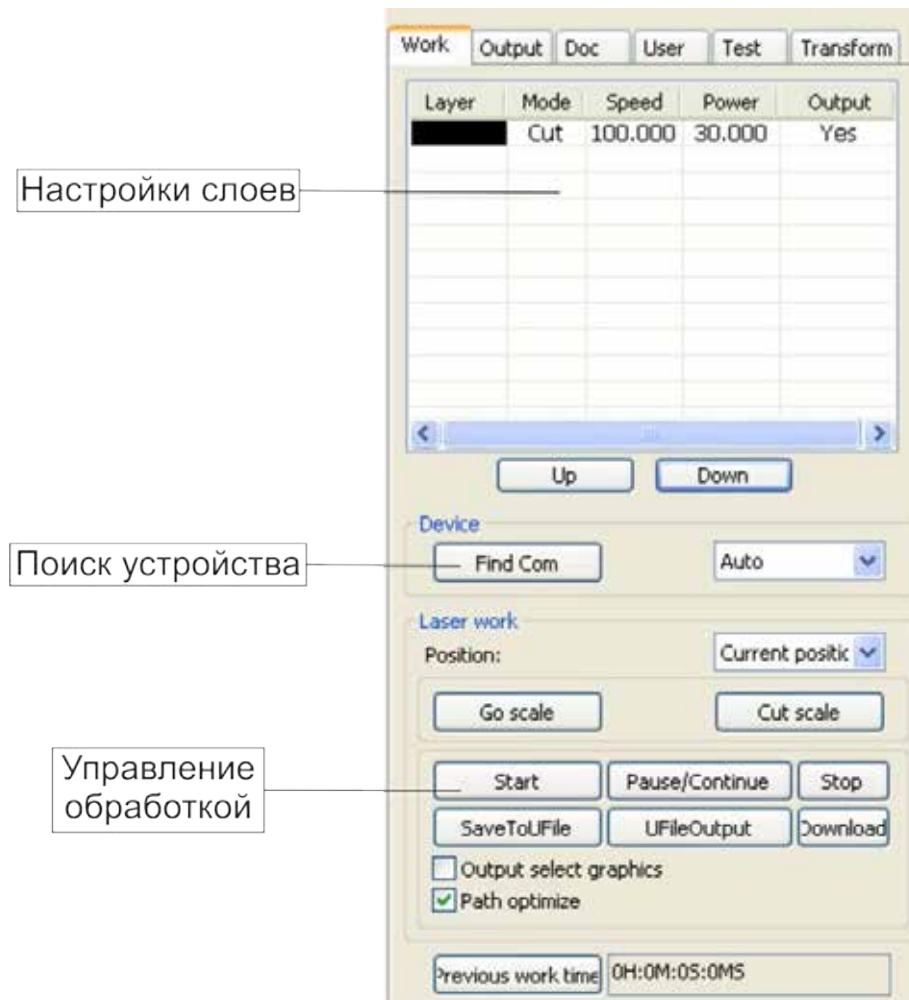 Work Output Doc User Test Transform
Layer Mode Speed Power Output
Cut 100.000 30.000 Yes
Настройки слоев
Up Down
Device
Поиск устройства
Find Com Auto
Laser work
Position: Current positic
Go scale Cut scale
Управление
обработкой
Start Pause/Continue Stop
SaveToUFile UFileOutput Download
Output select graphics
Path optimize
Previous work time 0H:0M:0S:0MS